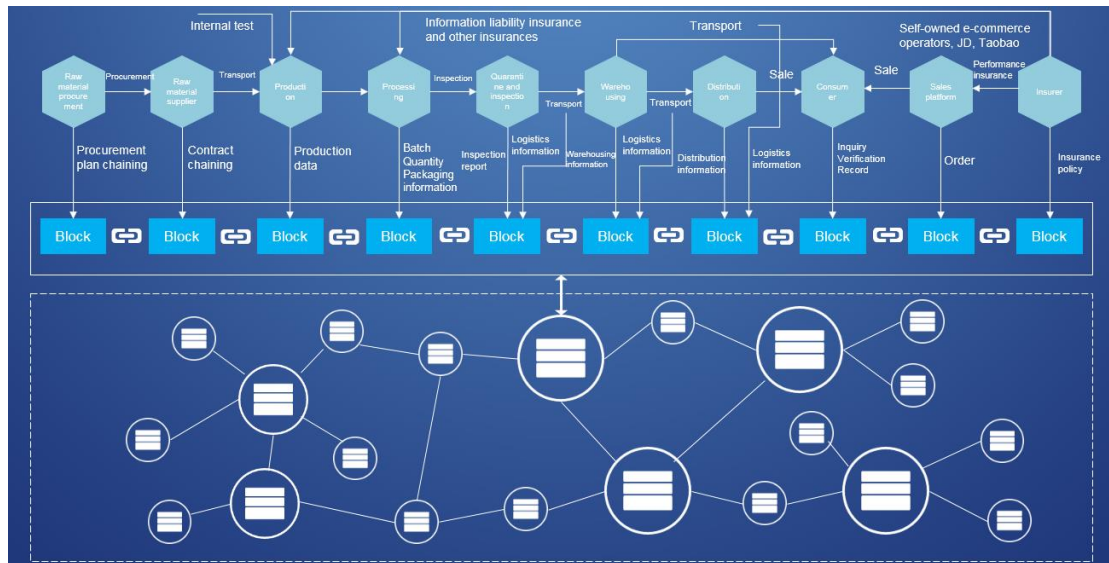 Internal test
Information liability insurance
and other insurances
Transport
Self-owned e-commerce
operators, JD, Taobao
Raw
material
procure
ment
Procurement
Raw
material
supplier
Transport
Producti
on
Processi
ng
Inspection
Quaranti
ne and
inspectio
n
Transport
Wareho
using
Transport
Distributi
on
Sale
Consum
er
Sale
Sales
platform
Performance
insurance
Insurer
Procurement
plan chaining
Contract
chaining
Production
data
Batch
Quantity
Packaging
information
Inspection
report
Logistics
information
Warehousing
information
Logistics
information
Distribution
information
Logistics
information
Inquiry
Verification
Record
Order
Insurance
policy
Block
Block
Block
Block
Block
Block
Block
Block
Block
Block